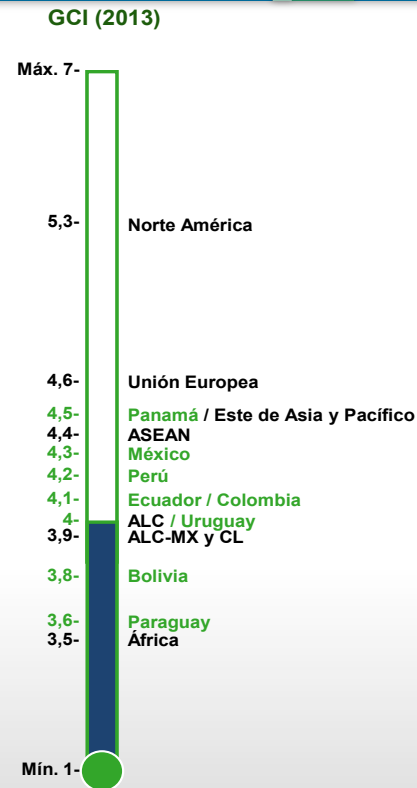 GCI (2013)
Máx. 7-
5,3- Norte América
4,6- Unión Europea
4,5- Panamá / Este de Asia y Pacífico
4,4- ASEAN
4,3- México
4,2- Perú
4,1- Ecuador / Colombia
4- ALC / Uruguay
3,9- ALC-MX y CL
3,8- Bolivia
3,6- Paraguay
3,5- África
Mín. 1-